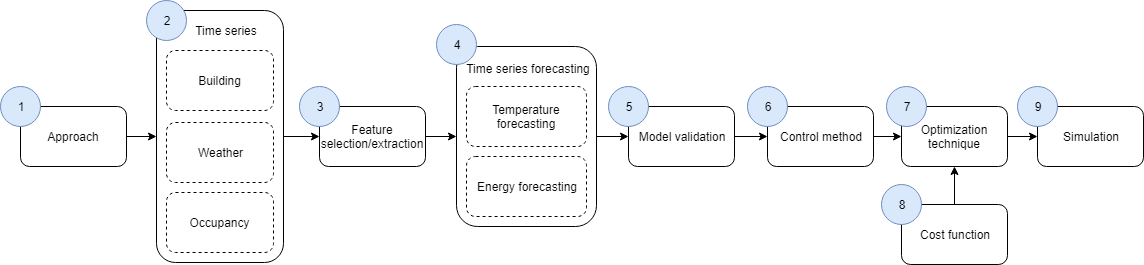 1
Approach
2
Time series
Building
Weather
Occupancy
3
Feature
selection/extraction
4
Time series forecasting
Temperature
forecasting
Energy forecasting
5
Model validation
6
Control method
7
Optimization
technique
8
Cost function
9
Simulation